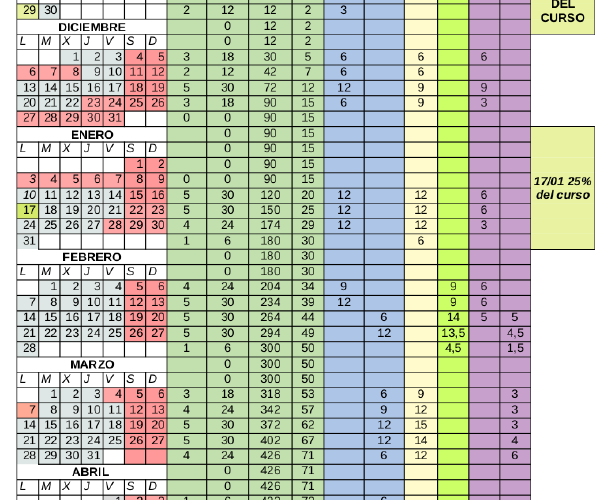 DEL
29 30 2 12 12 2 3
CURSO
DICIEMBRE 0 12 2
L M X J V S D 0 12 2
1 2 3 4 5 3 18 30 5 6 6 6
6 7 8 9 10 11 12 2 12 42 7 6 6
13 14 15 16 17 18 19 5 30 72 12 12 9 9
20 21 22 23 24 25 26 3 18 90 15 6 9 3
27 28 29 30 31 0 0 90 15
ENERO 0 90 15
L M X J V S D 0 90 15
1 2 0 90 15
3 4 5 6 7 8 9 0 0 90 15
17/01 25%
del curso
10 11 12 13 14 15 16 5 30 120 20 12 12 6
17 18 19 20 21 22 23 5 30 150 25 12 12 6
24 25 26 27 28 29 30 4 24 174 29 12 12 3
31 1 6 180 30 6
FEBRERO 0 180 30
L M X J V S D 0 180 30
1 2 3 4 5 6 4 24 204 34 9 9 6
7 8 9 10 11 12 13 5 30 234 39 12 9 6
14 15 16 17 18 19 20 5 30 264 44 6 14 5 5
21 22 23 24 25 26 27 5 30 294 49 12 13,5 4,5
28 1 6 300 50 4,5 1,5
MARZO 0 300 50
L M X J V S D 0 300 50
1 2 3 4 5 6 3 18 318 53 6 9 3
7 8 9 10 11 12 13 4 24 342 57 9 12 3
14 15 16 17 18 19 20 5 30 372 62 12 15 3
21 22 23 24 25 26 27 5 30 402 67 12 14 4
28 29 30 31 4 24 426 71 6 12 6
ABRIL 0 426 71
L M X J V S D 0 426 71